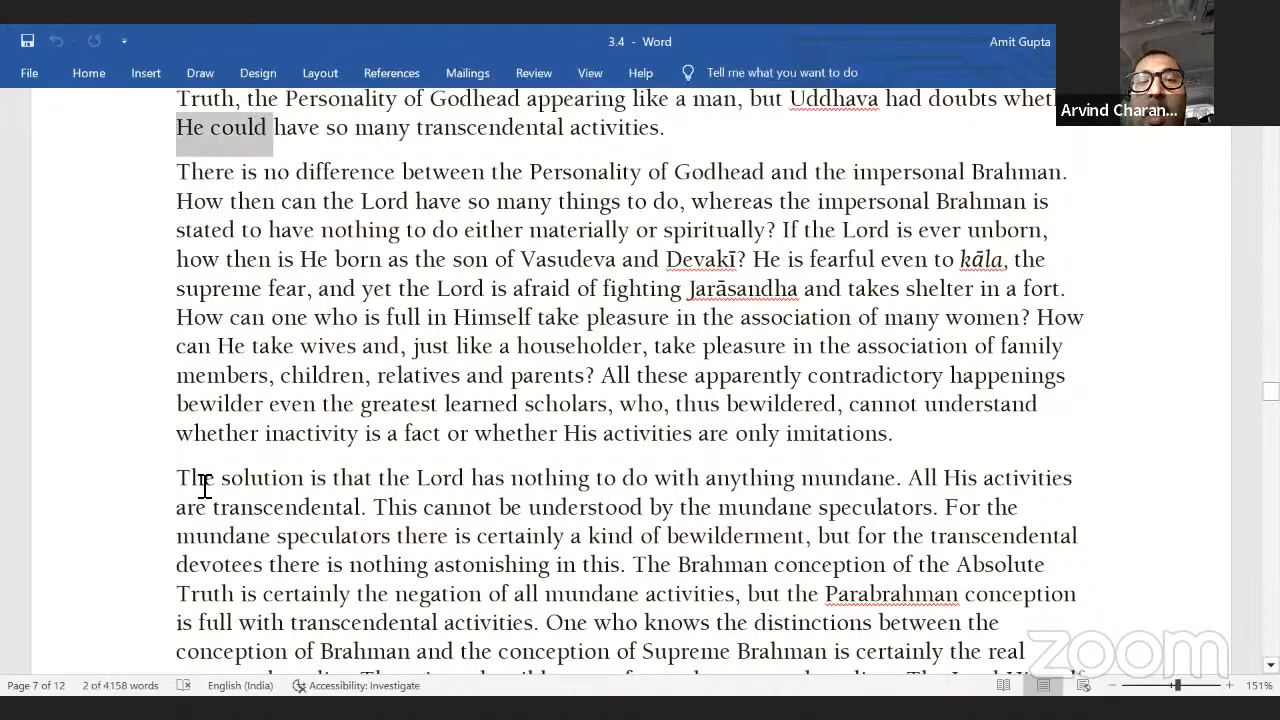 3.4 - Word
Amit Gupta
File Home Insert Draw Design Layout References Mailings Review View Help Tell me what you want to do
Arvind Charan...
Truth, the Personality of Godhead appearing like a man, but Uddhava had doubts
He could have so many transcendental activities.
There is no difference between the Personality of Godhead and the impersonal Brahman.
How then can the Lord have so many things to do, whereas the impersonal Brahman is
stated to have nothing to do either materially or spiritually? If the Lord is ever unborn,
how then is He born as the son of Vasudeva and Devakī? He is fearful even to kāla, the
supreme fear, and yet the Lord is afraid of fighting Jarāsandha and takes shelter in a fort.
How can one who is full in Himself take pleasure in the association of many women? How
can He take wives and, just like a householder, take pleasure in the association of family
members, children, relatives and parents? All these apparently contradictory happenings
bewilder even the greatest learned scholars, who, thus bewildered, cannot understand
whether inactivity is a fact or whether His activities are only imitations.
The solution is that the Lord has nothing to do with anything mundane. All His activities
are transcendental. This cannot be understood by the mundane speculators. For the
mundane speculators there is certainly a kind of bewilderment, but for the transcendental
devotees there is nothing astonishing in this. The Brahman conception of the Absolute
Truth is certainly the negation of all mundane activities, but the Parabrahman conception
is full with transcendental activities. One who knows the distinctions between the
conception of Brahman and the conception of Supreme Brahman is certainly the real
zoom
Page 7 of 12 2 of 4158 words English (India) Accessibility: Investigate 151%